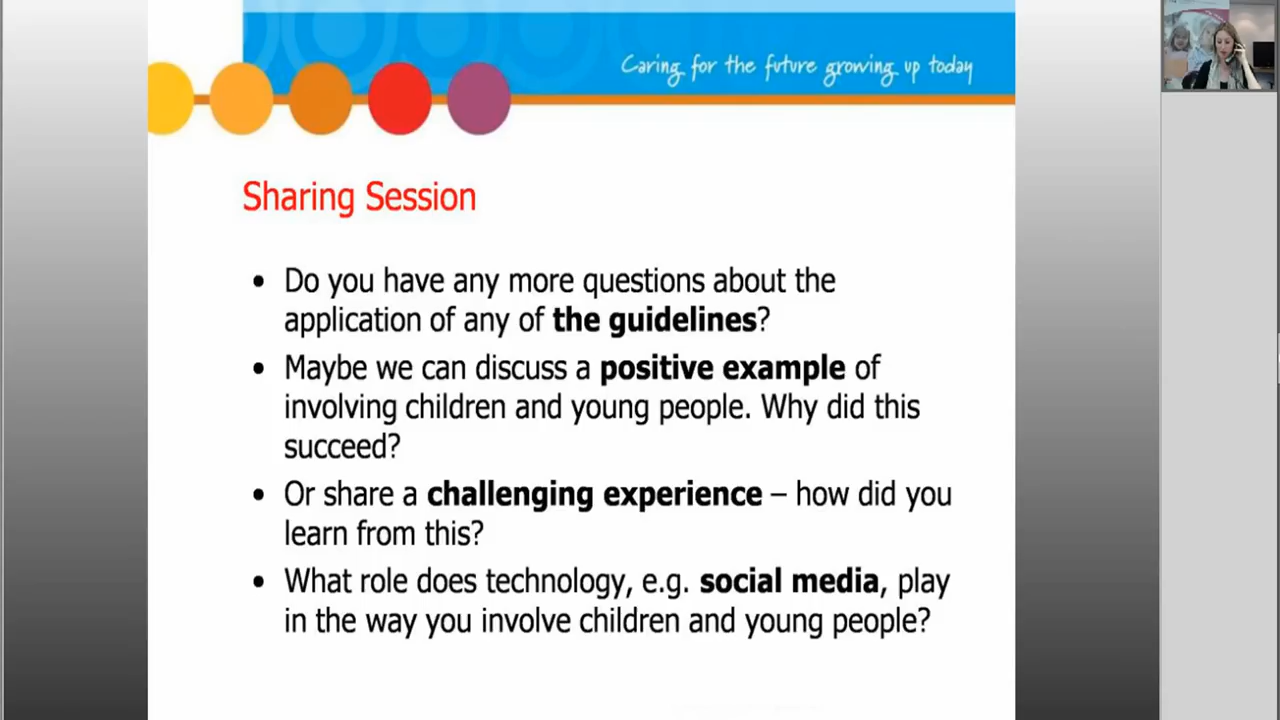 Caring for the future growing up today
Sharing Session
• Do you have any more questions about the
application of any of the guidelines?
• Maybe we can discuss a positive example of
involving children and young people. Why did this
succeed?
• Or share a challenging experience – how did you
learn from this?
• What role does technology, e.g. social media, play
in the way you involve children and young people?